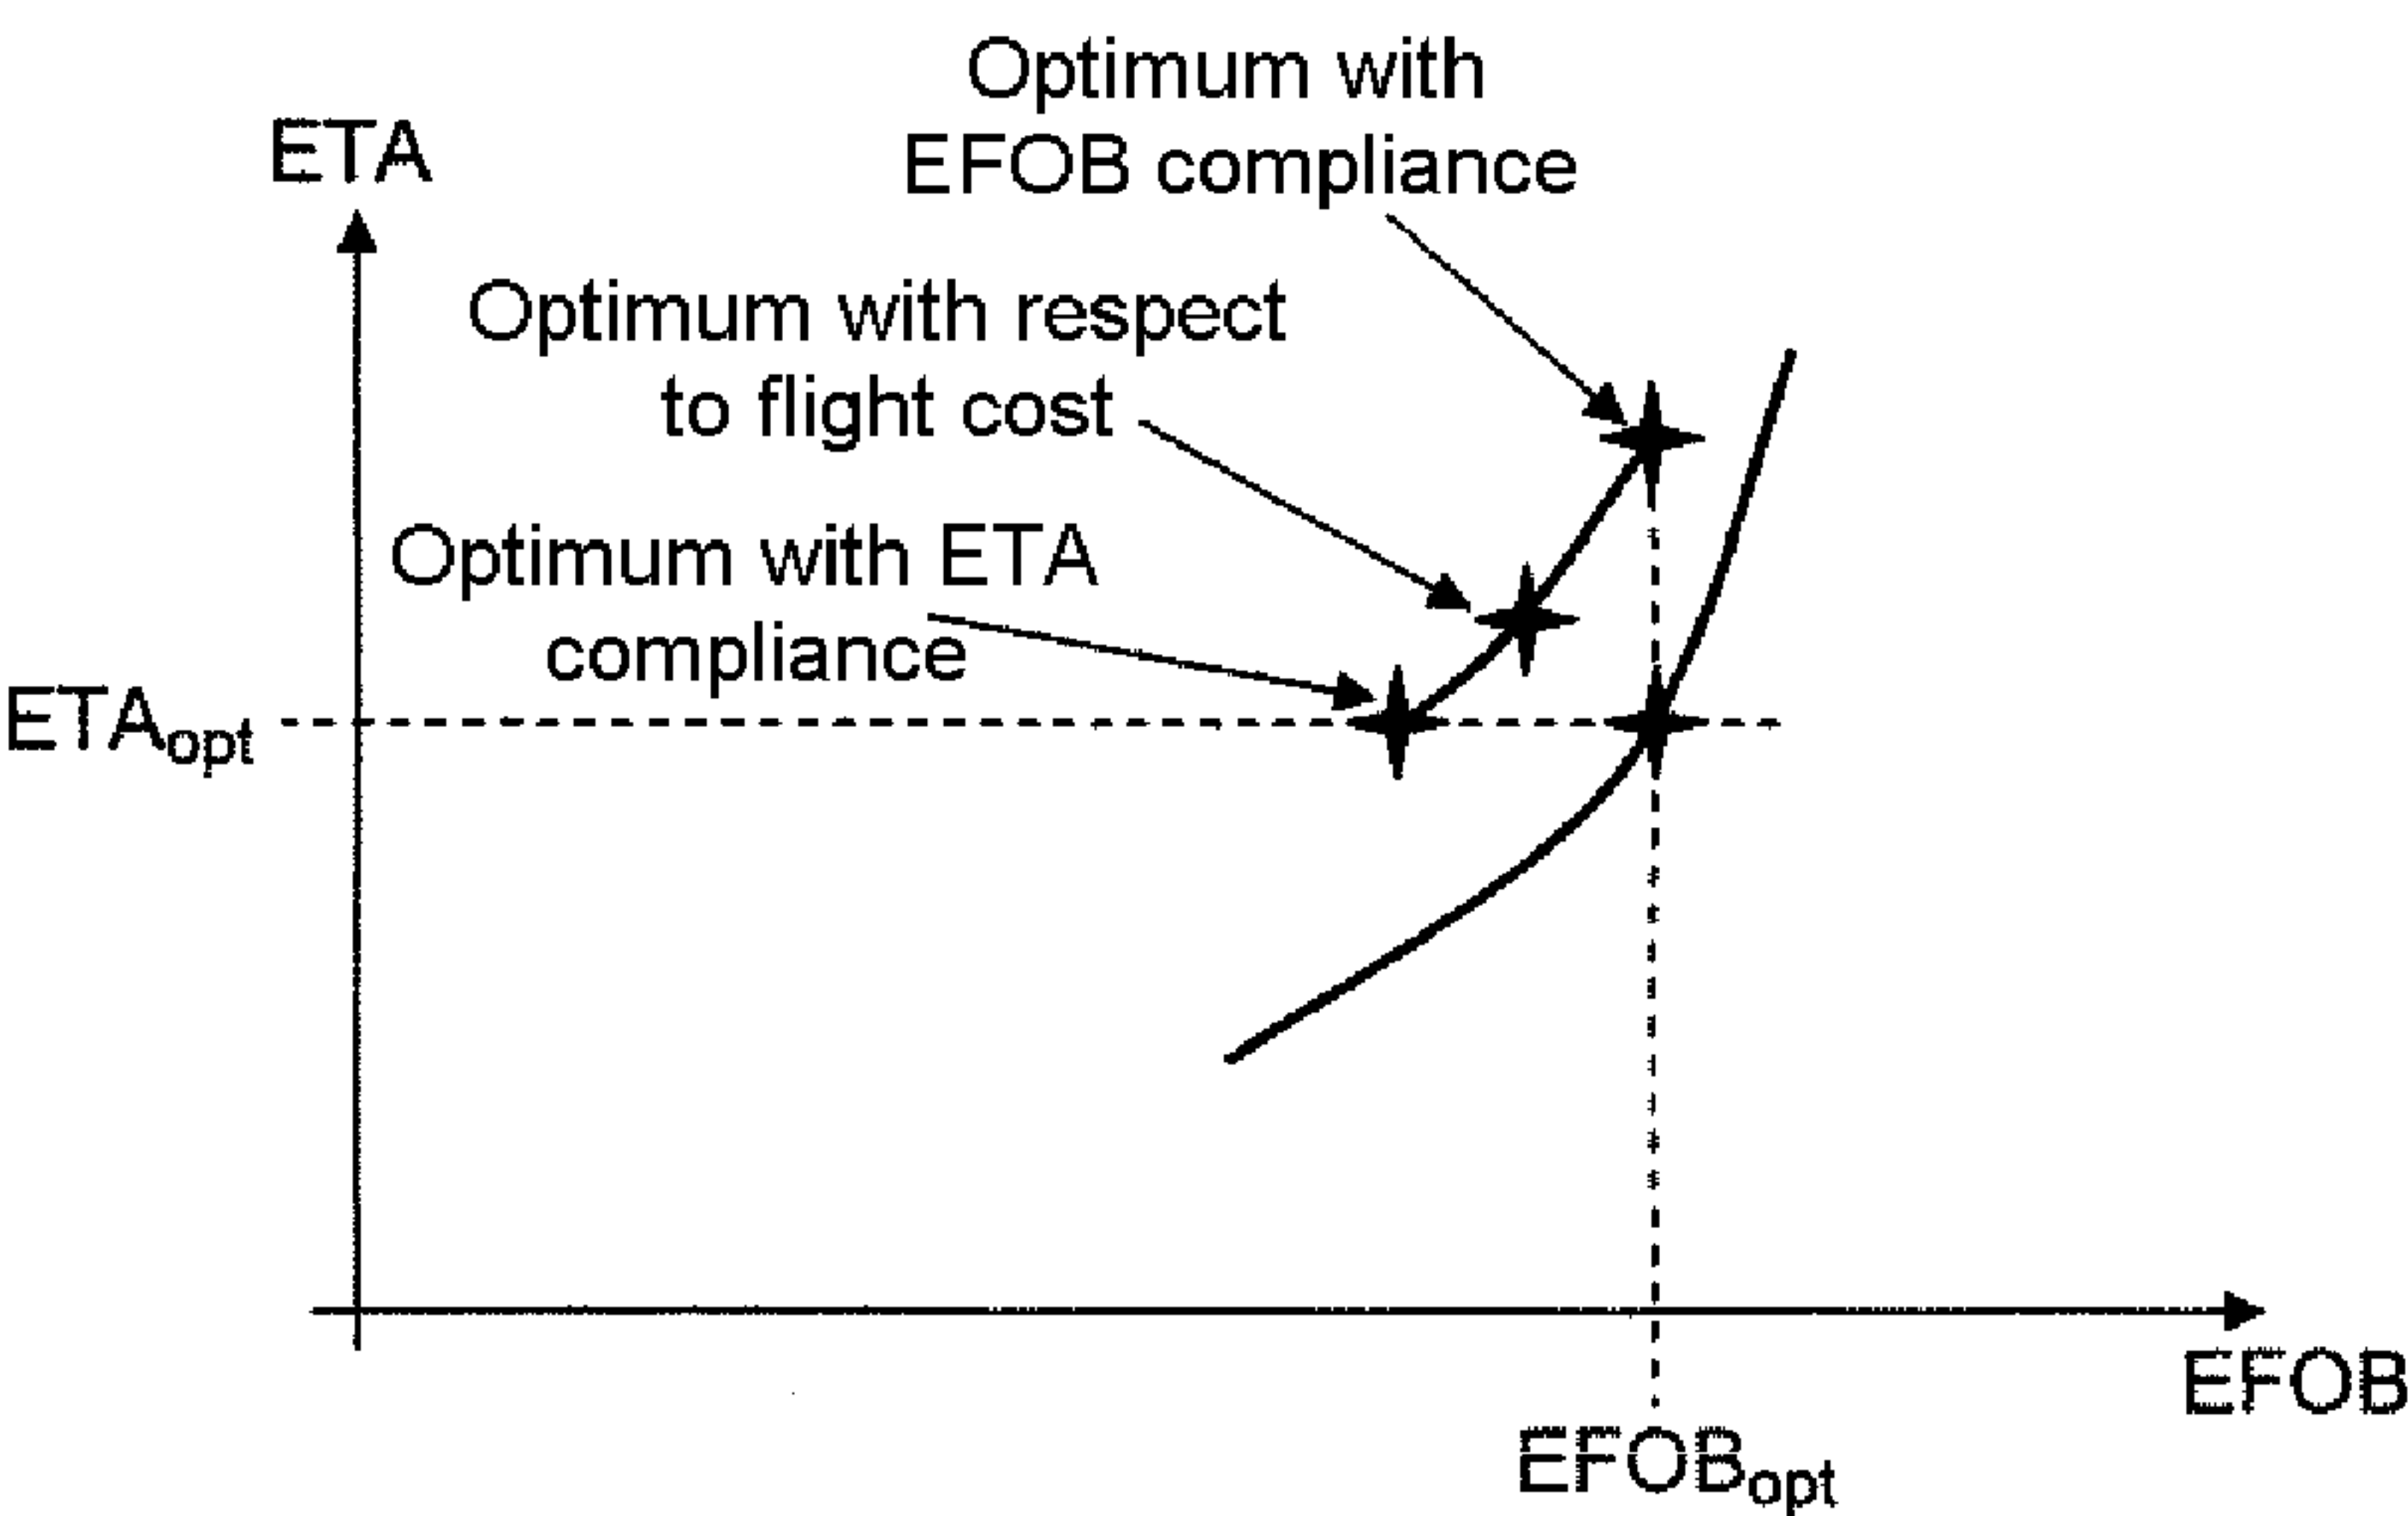 Optimum with
EFOB compliance
ETA
Optimum with respect
to flight cost
Optimum with ETA
compliance
ETAopt
EFOB
EFOBopt